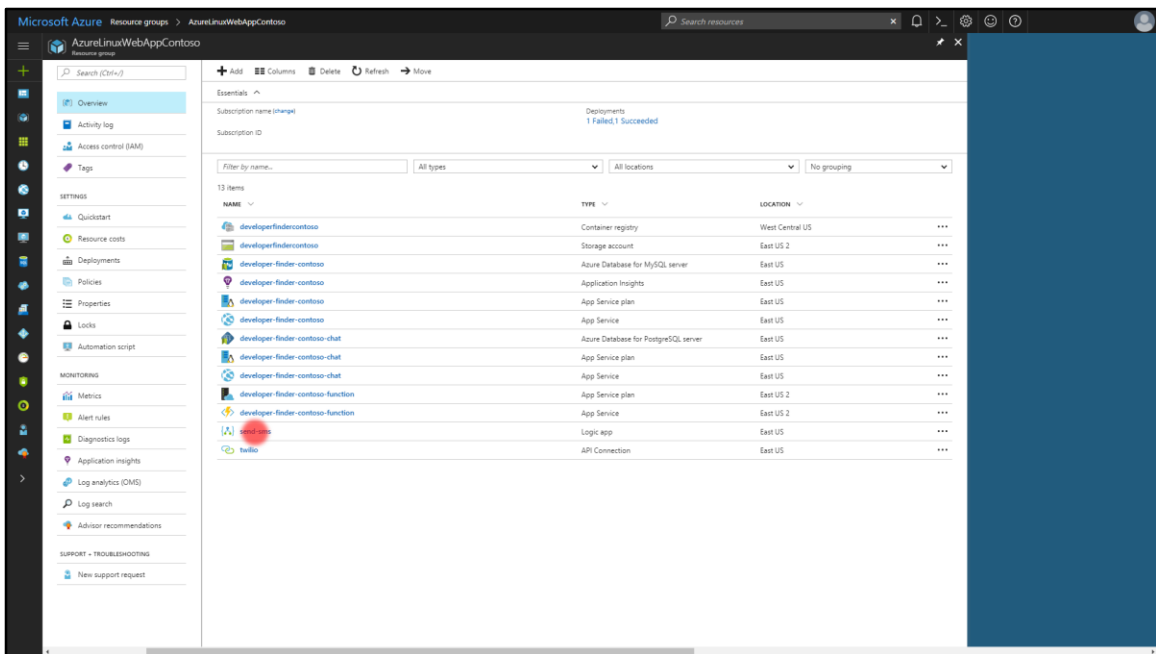 Microsoft Azure Resource groups > AzureLinuxWebAppContoso
Search resources
AzureLinuxWebAppContoso
Resource group
Search (Ctrl+/)
Overview
Activity log
Access control (IAM)
Tags
SETTINGS
Quickstart
Resource costs
Deployments
Policies
Properties
Locks
Automation script
MONITORING
Metrics
Alert rules
Diagnostics logs
Application insights
Log analytics (OMS)
Log search
Advisor recommendations
SUPPORT + TROUBLESHOOTING
New support request
Add Columns Delete Refresh Move
Essentials
Subscription name (change)
Subscription ID
Deployments
1 Failed,1 Succeeded
Filter by name... All types All locations No grouping
13 items
NAME TYPE LOCATION
developerfindercontoso Container registry West Central US
developerfindercontoso Storage account East US 2
developer-finder-contoso Azure Database for MySQL server East US
developer-finder-contoso Application Insights East US
developer-finder-contoso App Service plan East US
developer-finder-contoso App Service East US
developer-finder-contoso-chat Azure Database for PostgreSQL server East US
developer-finder-contoso-chat App Service plan East US
developer-finder-contoso-chat App Service East US
developer-finder-contoso-function App Service plan East US 2
developer-finder-contoso-function App Service East US 2
send-sms Logic app East US
twilio API Connection East US